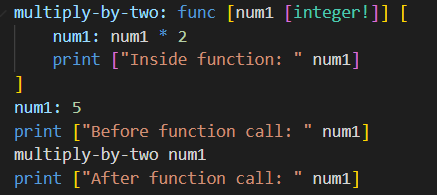 multiply-by-two: func [num1 [integer!]] [
    num1: num1 * 2
    print ["Inside function: " num1]
]
num1: 5
print ["Before function call: " num1]
multiply-by-two num1
print ["After function call: " num1]